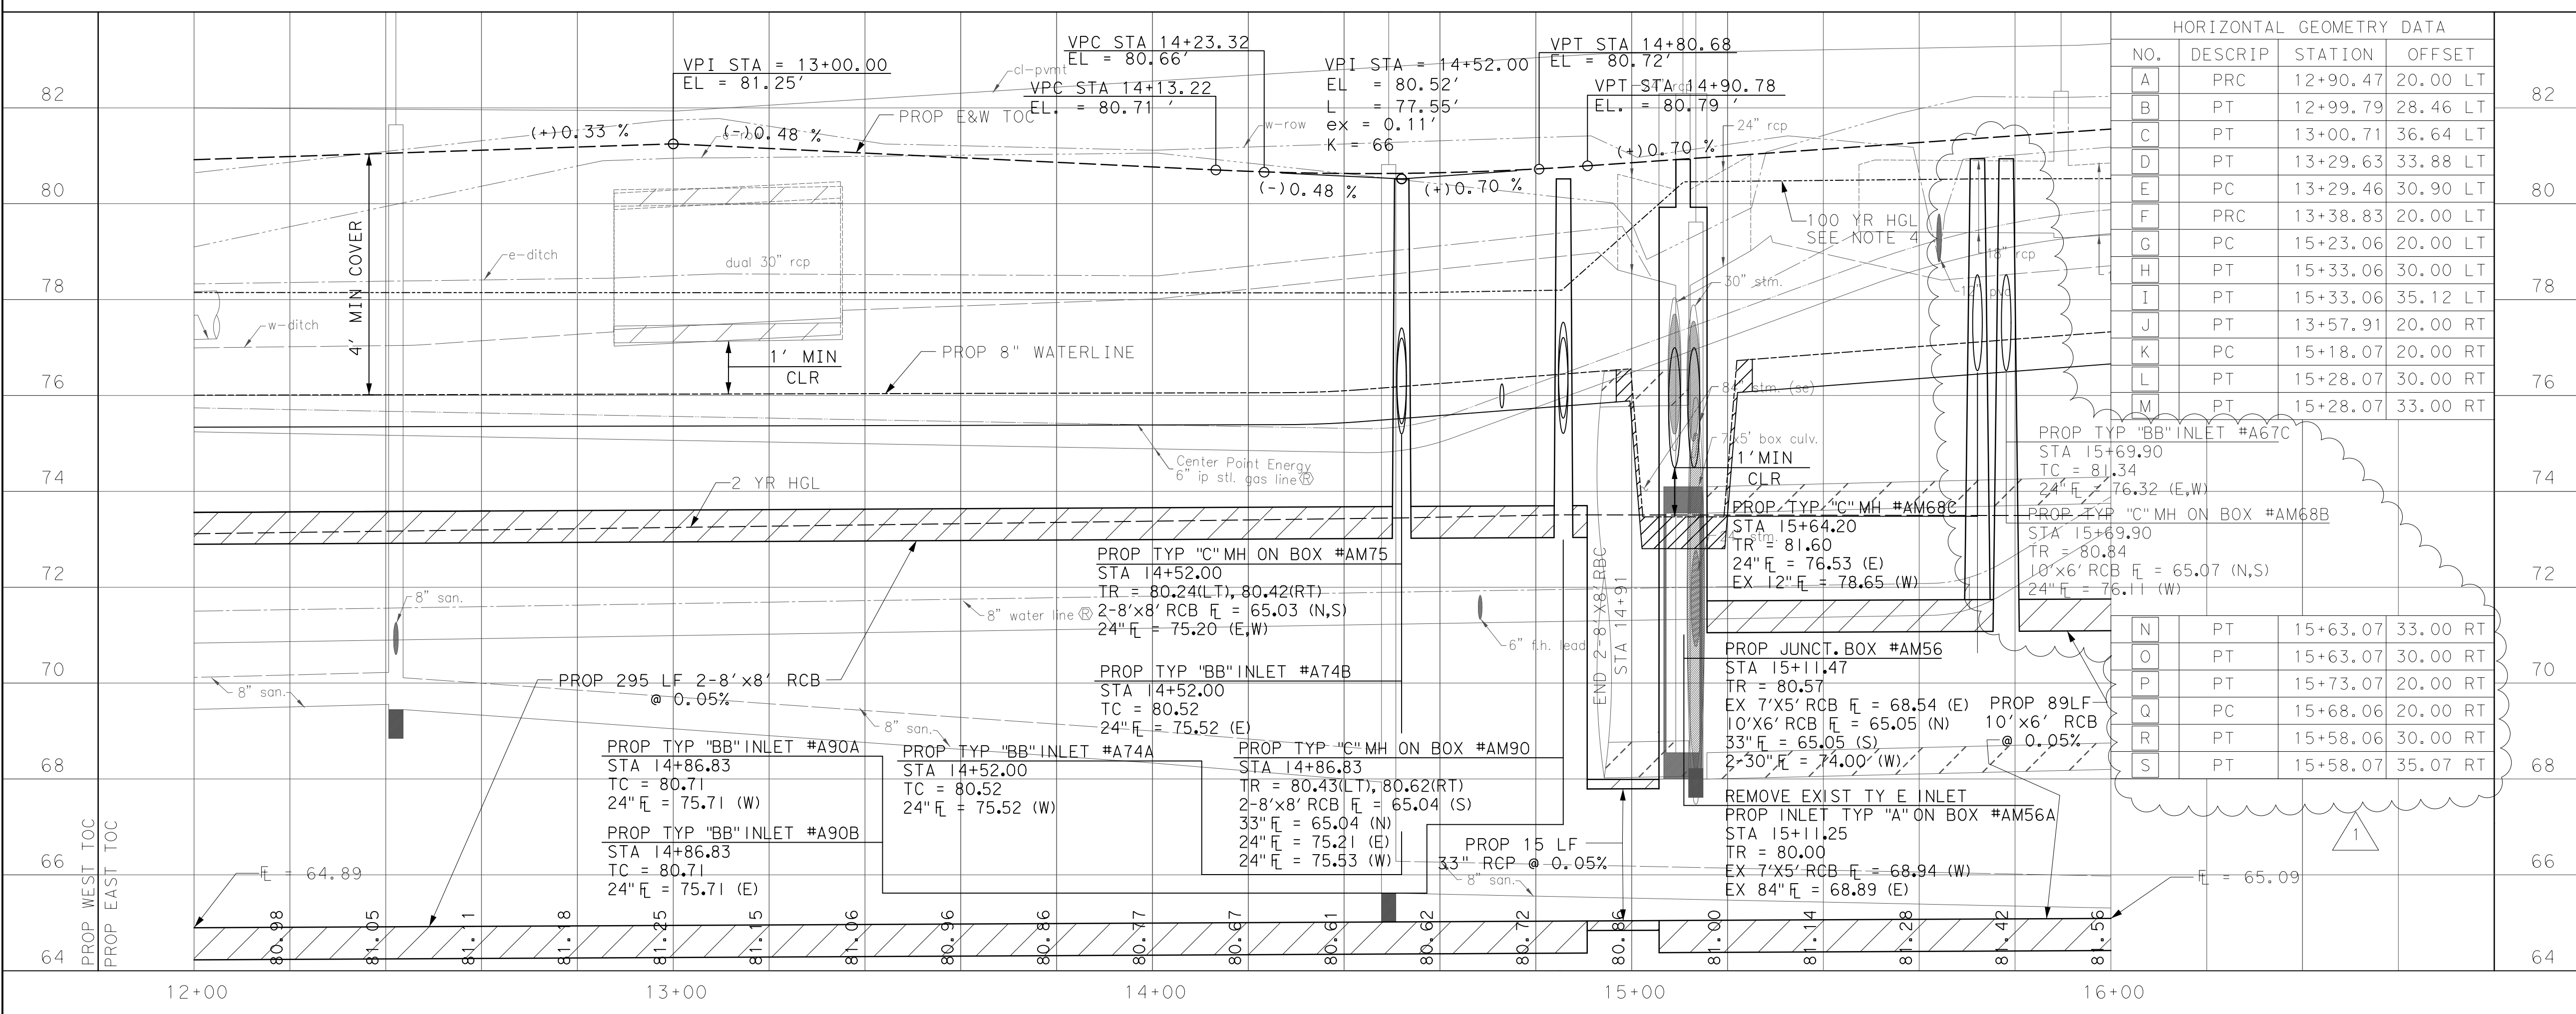 VPI STA = 13+00.00
EL = 81.25'
VPC STA 14+23.32
EL = 80.66'
VPC STA 14+13.22
EL. = 80.71 '
VPI STA = 14+52.00
EL = 80.52'
L = 77.55'
ex = 0.11'
K = 66
VPT STA 14+80.68
EL = 80.72'
VPT STA 14+90.78
EL. = 80.79 '
cl-pvmt
PROP E&W TOC
w-row
24" rcp
(+)0.33 %
(-)0.48 %
(-)0.48 %
(+)0.70 %
(+)0.70 %
4' MIN COVER
e-ditch
w-ditch
dual 30" rcp
1' MIN
CLR
PROP 8" WATERLINE
100 YR HGL
SEE NOTE 4
18" rcp
12" pvc
30" stm.
84" stm. (se)
7'x5' box culv.
1'MIN
CLR
24" stm.
Center Point Energy
6" ip stl. gas line Ⓡ
2 YR HGL
8" san.
8" water line Ⓡ
6" f.h. lead
8" san.
8" san.
8" san.
PROP 295 LF 2-8'x8' RCB
@ 0.05%
PROP TYP "C" MH ON BOX #AM75
STA 14+52.00
TR = 80.24(LT), 80.42(RT)
2-8'x8' RCB FL = 65.03 (N,S)
24" FL = 75.20 (E,W)
PROP TYP "BB" INLET #A74B
STA 14+52.00
TC = 80.52
24" FL = 75.52 (E)
PROP TYP "BB" INLET #A90A
STA 14+86.83
TC = 80.71
24" FL = 75.71 (W)
PROP TYP "BB" INLET #A90B
STA 14+86.83
TC = 80.71
24" FL = 75.71 (E)
PROP TYP "BB" INLET #A74A
STA 14+52.00
TC = 80.52
24" FL = 75.52 (W)
PROP TYP "C" MH ON BOX #AM90
STA 14+86.83
TR = 80.43(LT), 80.62(RT)
2-8'x8' RCB FL = 65.04 (S)
33" FL = 65.04 (N)
24" FL = 75.21 (E)
24" FL = 75.53 (W)
PROP 15 LF
33" RCP @ 0.05%
END 2-8'X8' RBC
STA 14+91
PROP TYP "C" MH #AM68C
STA 15+64.20
TR = 81.60
24" FL = 76.53 (E)
EX 12" FL = 78.65 (W)
PROP JUNCT. BOX #AM56
STA 15+11.47
TR = 80.57
EX 7'X5' RCB FL = 68.54 (E)
10'X6' RCB FL = 65.05 (N)
33" FL = 65.05 (S)
2-30" FL = 74.00 (W)
REMOVE EXIST TY E INLET
PROP INLET TYP "A" ON BOX #AM56A
STA 15+11.25
TR = 80.00
EX 7'X5' RCB FL = 68.94 (W)
EX 84" FL = 68.89 (E)
PROP 89LF
10'x6' RCB
@ 0.05%
PROP TYP "BB" INLET #A67C
STA 15+69.90
TC = 81.34
24" FL = 76.32 (E,W)
PROP TYP "C" MH ON BOX #AM68B
STA 15+69.90
TR = 80.84
10'x6' RCB FL = 65.07 (N,S)
24" FL = 76.11 (W)
HORIZONTAL GEOMETRY DATA
NO. DESCRIP STATION OFFSET
A PRC 12+90.47 20.00 LT
B PT 12+99.79 28.46 LT
C PT 13+00.71 36.64 LT
D PT 13+29.63 33.88 LT
E PC 13+29.46 30.90 LT
F PRC 13+38.83 20.00 LT
G PC 15+23.06 20.00 LT
H PT 15+33.06 30.00 LT
I PT 15+33.06 35.12 LT
J PT 13+57.91 20.00 RT
K PC 15+18.07 20.00 RT
L PT 15+28.07 30.00 RT
M PT 15+28.07 33.00 RT
N PT 15+63.07 33.00 RT
O PT 15+63.07 30.00 RT
P PT 15+73.07 20.00 RT
Q PC 15+68.06 20.00 RT
R PT 15+58.06 30.00 RT
S PT 15+58.07 35.07 RT
1
FL = 64.89
FL = 65.09
8" san.
82 82
80 80
78 78
76 76
74 74
72 72
70 70
68 68
66 66
64 64
PROP WEST TOC
PROP EAST TOC
80.98 81.05 81.11 81.18 81.25 81.15 81.06 80.96 80.86 80.77 80.67 80.61 80.62 80.72 80.86 81.00 81.14 81.28 81.42 81.56
12+00 13+00 14+00 15+00 16+00